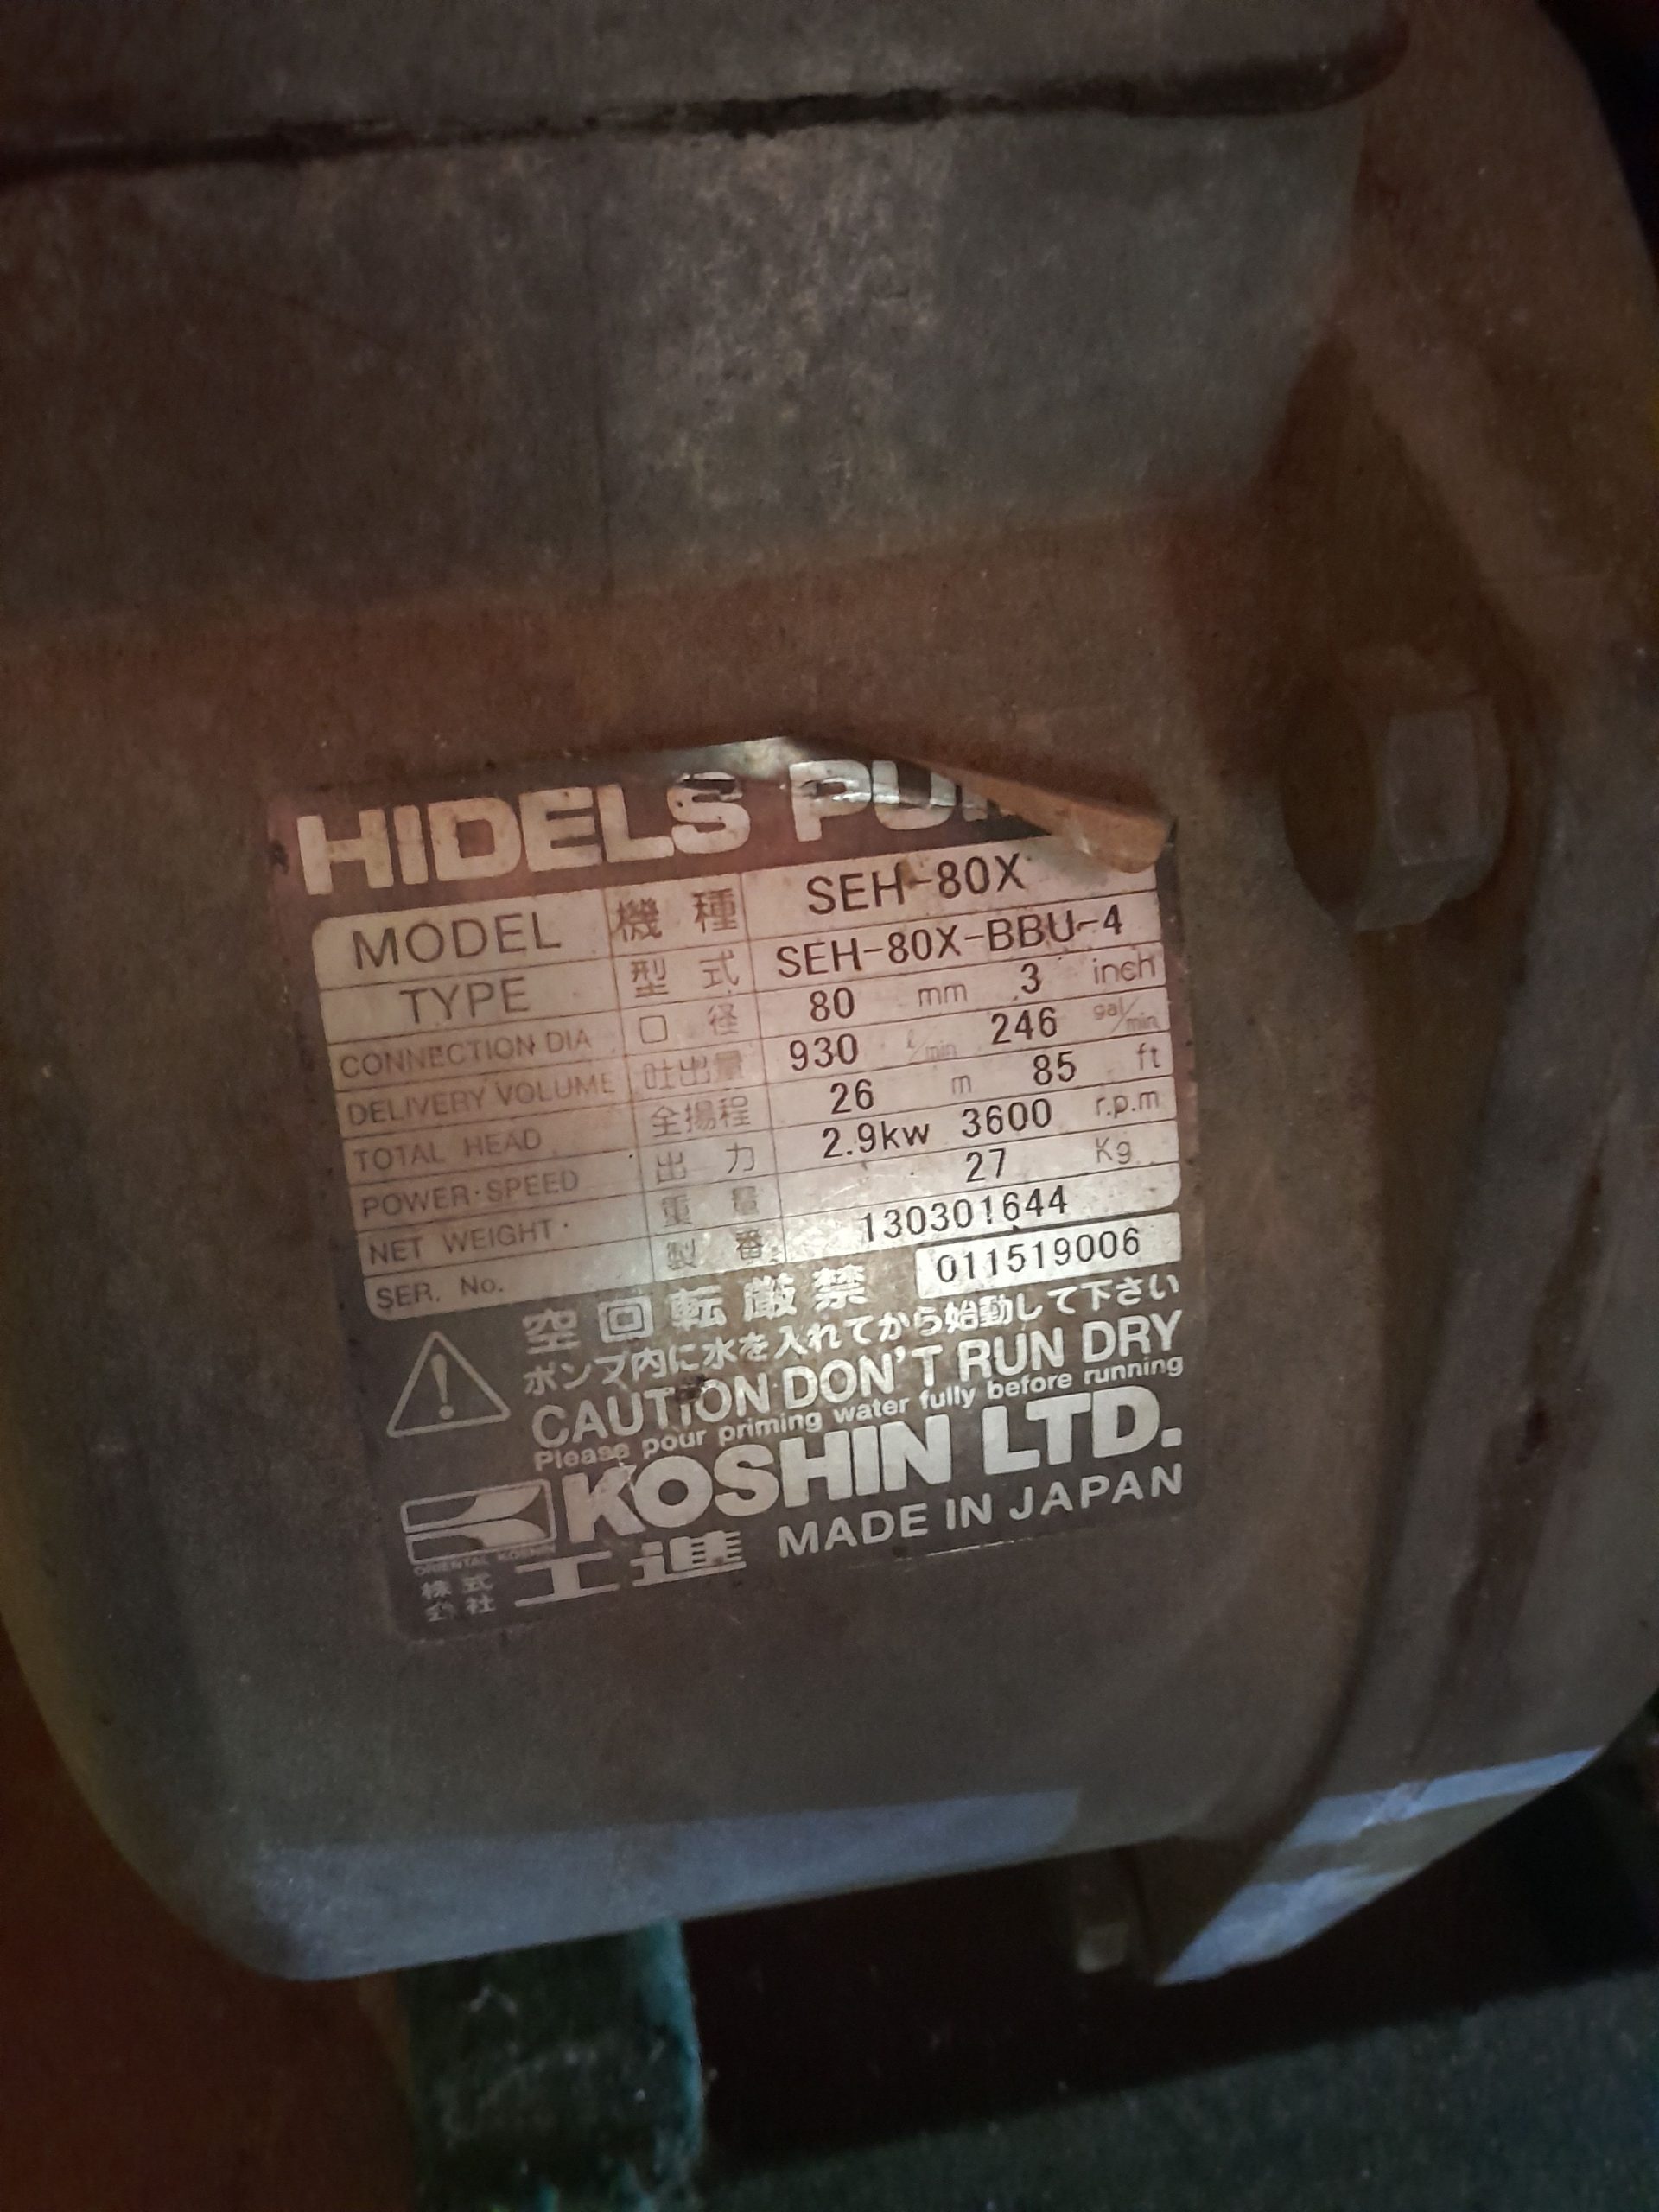 HIDELS PUM
MODEL 機種 SEH-80X
TYPE 型式 SEH-80X-BBU-4
CONNECTION DIA 口径 80 mm 3 inch
DELIVERY VOLUME 吐出量 930 ℓ/min 246 gal/min
TOTAL HEAD 全揚程 26 m 85 ft
POWER·SPEED 出力 2.9kw 3600 r.p.m
NET WEIGHT 重量 27 Kg
SER. No. 製番 130301644
011519006
空回転厳禁
ポンプ内に水を入れてから始動して下さい
CAUTION DON'T RUN DRY
Please pour priming water fully before running
KOSHIN LTD.
ORIENTAL KOSHIN
株式会社 工進 MADE IN JAPAN